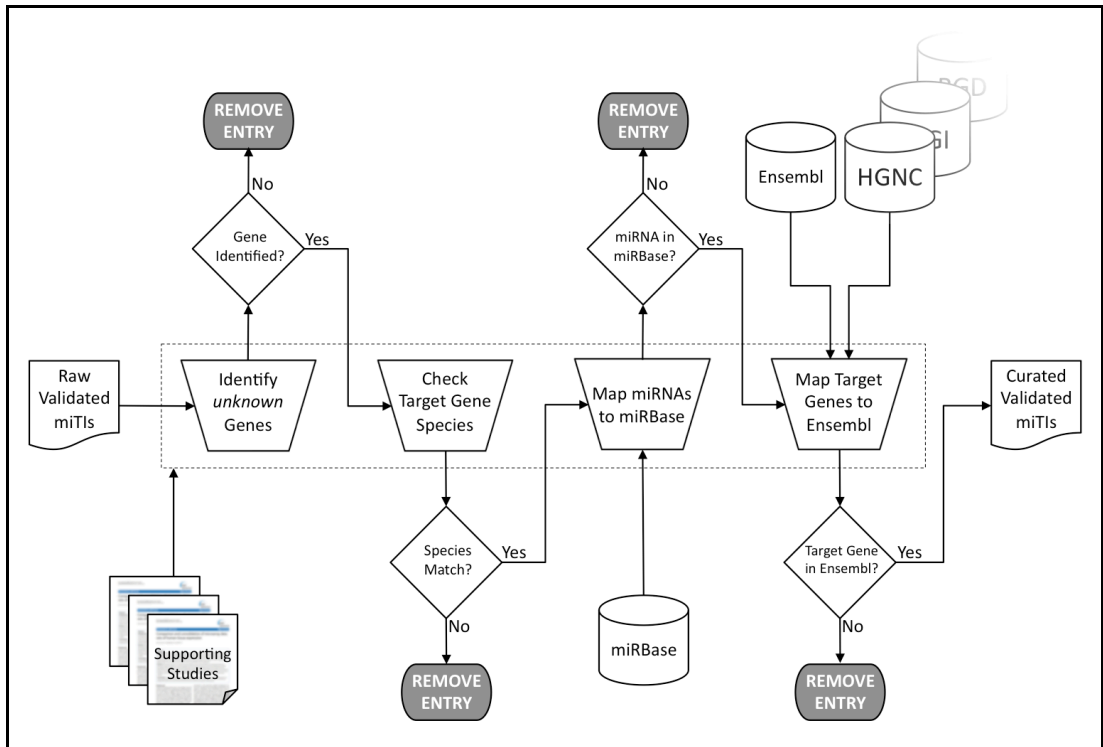 REMOVE
ENTRY
No
Gene
Identified?
Yes
REMOVE
ENTRY
No
miRNA in
miRBase?
Yes
Ensembl
HGNC
GI
RGD
Raw
Validated
miTIs
Identify
unknown
Genes
Check
Target Gene
Species
Map miRNAs
to miRBase
Map Target
Genes to
Ensembl
Curated
Validated
miTIs
Supporting
Studies
Species
Match?
Yes
No
REMOVE
ENTRY
miRBase
Target Gene
in Ensembl?
Yes
No
REMOVE
ENTRY